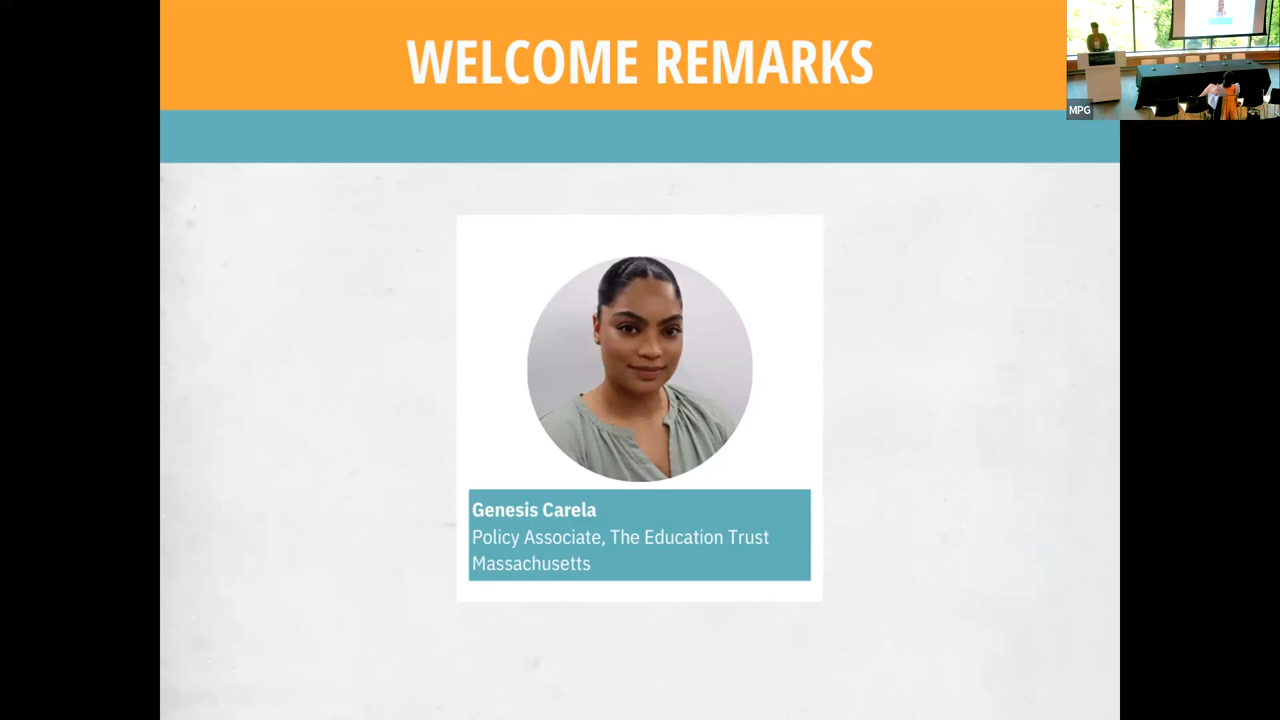 WELCOME REMARKS
MPG
Genesis Carela
Policy Associate, The Education Trust
Massachusetts